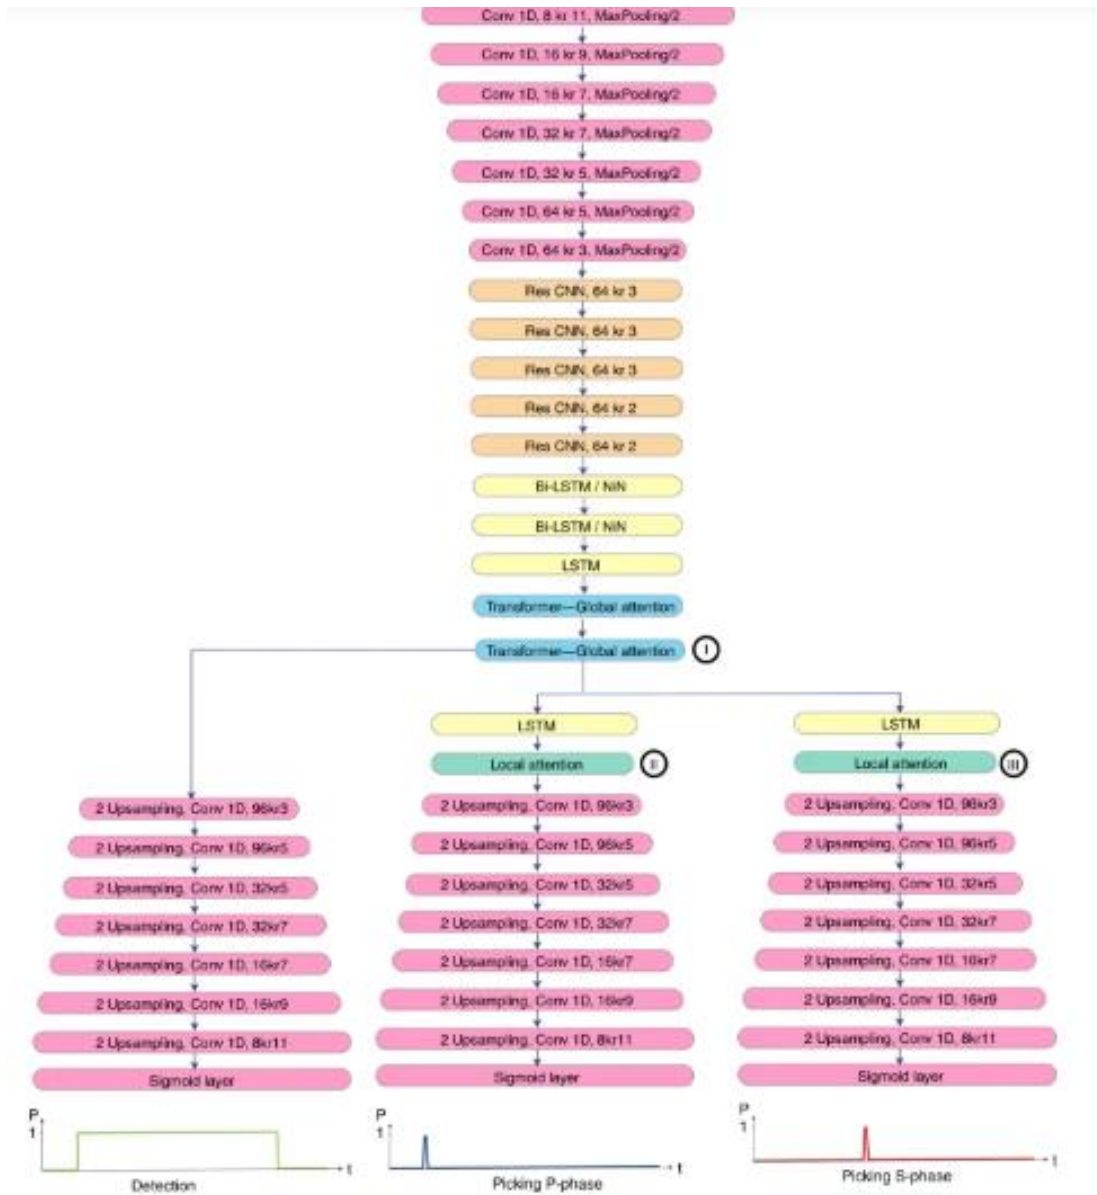 Conv 1D, 8 kr 11, MaxPooling/2
Conv 1D, 16 kr 9, MaxPooling/2
Conv 1D, 16 kr 7, MaxPooling/2
Conv 1D, 32 kr 7, MaxPooling/2
Conv 1D, 32 kr 5, MaxPooling/2
Conv 1D, 64 kr 5, MaxPooling/2
Conv 1D, 64 kr 3, MaxPooling/2
Res CNN, 64 kr 3
Res CNN, 64 kr 3
Res CNN, 64 kr 3
Res CNN, 64 kr 2
Res CNN, 64 kr 2
Bi-LSTM / NiN
Bi-LSTM / NiN
LSTM
Transformer—Global attention
Transformer—Global attention
I
2 Upsampling, Conv 1D, 96kr3
2 Upsampling, Conv 1D, 96kr5
2 Upsampling, Conv 1D, 32kr5
2 Upsampling, Conv 1D, 32kr7
2 Upsampling, Conv 1D, 16kr7
2 Upsampling, Conv 1D, 16kr9
2 Upsampling, Conv 1D, 8kr11
Sigmoid layer
P
1
t
Detection
LSTM
Local attention
II
2 Upsampling, Conv 1D, 96kr3
2 Upsampling, Conv 1D, 96kr5
2 Upsampling, Conv 1D, 32kr5
2 Upsampling, Conv 1D, 32kr7
2 Upsampling, Conv 1D, 16kr7
2 Upsampling, Conv 1D, 16kr9
2 Upsampling, Conv 1D, 8kr11
Sigmoid layer
P
1
t
Picking P-phase
LSTM
Local attention
III
2 Upsampling, Conv 1D, 96kr3
2 Upsampling, Conv 1D, 96kr5
2 Upsampling, Conv 1D, 32kr5
2 Upsampling, Conv 1D, 32kr7
2 Upsampling, Conv 1D, 16kr7
2 Upsampling, Conv 1D, 16kr9
2 Upsampling, Conv 1D, 8kr11
Sigmoid layer
P
1
t
Picking S-phase